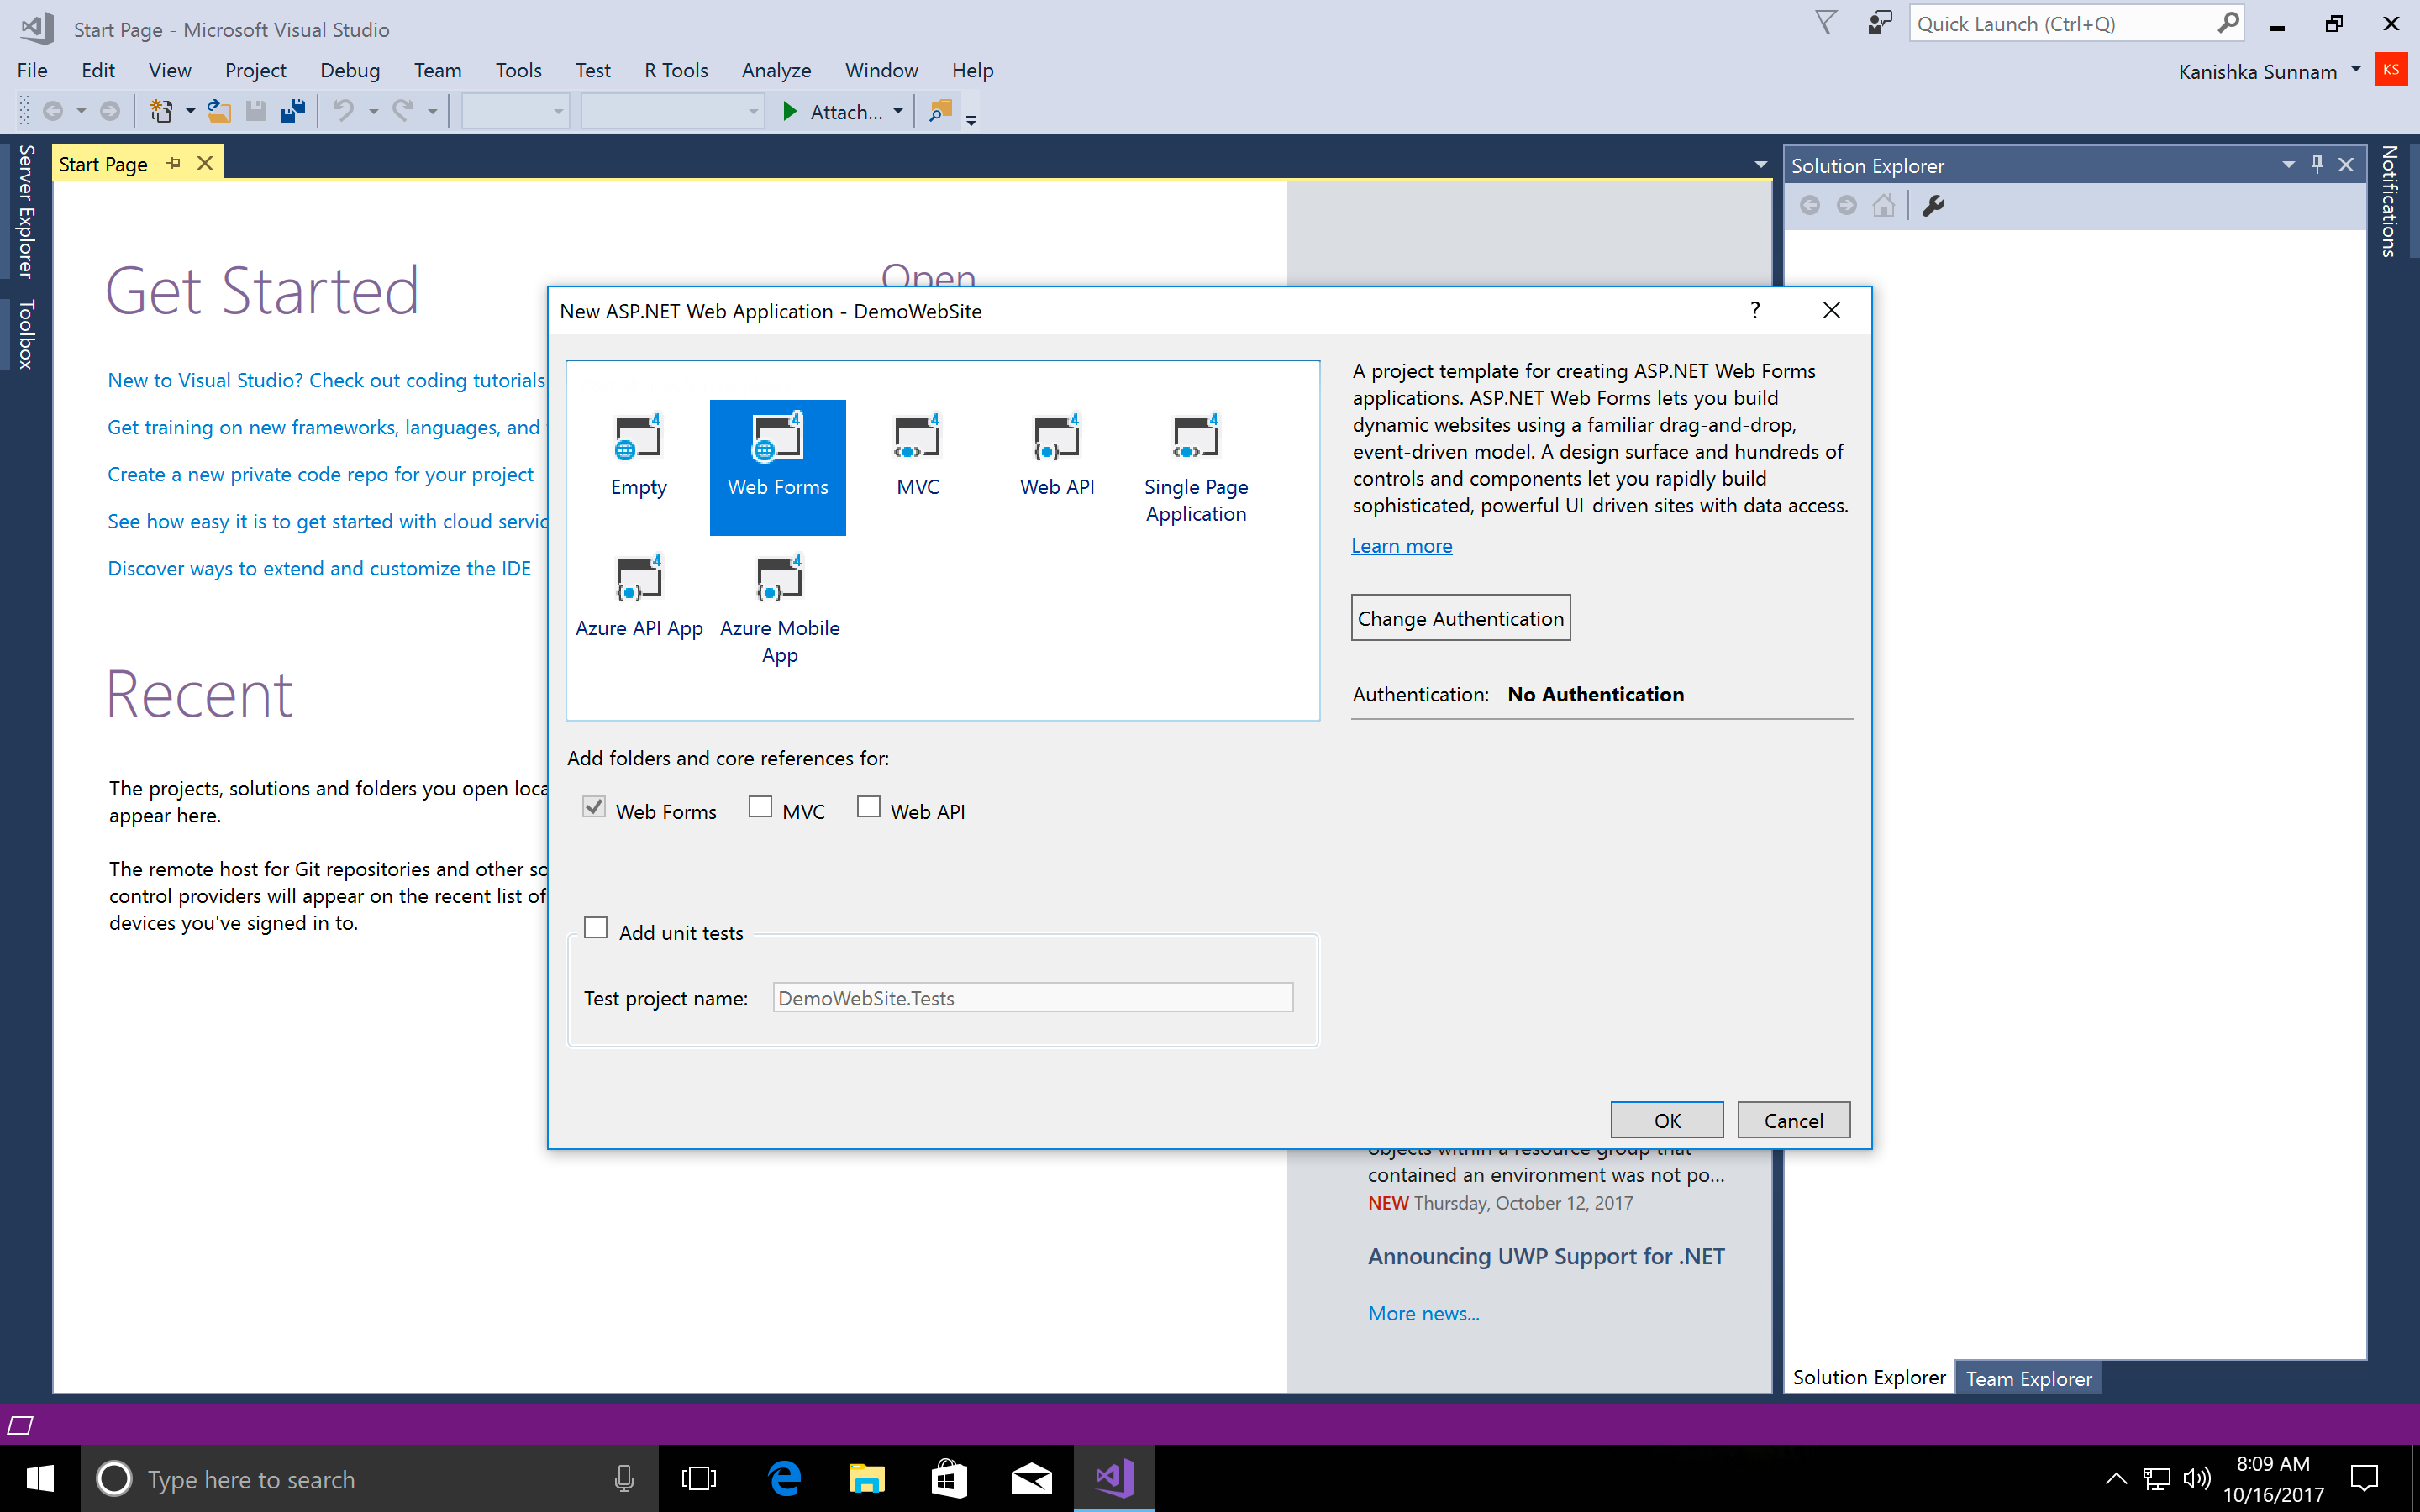 Start Page - Microsoft Visual Studio
Quick Launch (Ctrl+Q)
File Edit View Project Debug Team Tools Test R Tools Analyze Window Help
Kanishka Sunnam
KS
Attach...
Server Explorer
Toolbox
Start Page
Solution Explorer
Notifications
Get Started
Open
New to Visual Studio? Check out coding tutorials
Get training on new frameworks, languages, and
Create a new private code repo for your project
See how easy it is to get started with cloud servic
Discover ways to extend and customize the IDE
Recent
The projects, solutions and folders you open loca
appear here.
The remote host for Git repositories and other so
control providers will appear on the recent list of
devices you've signed in to.
New ASP.NET Web Application - DemoWebSite
?
4 4 4 4 4
Empty
Web Forms
MVC
Web API
Single Page
Application
4 4
Azure API App
Azure Mobile
App
A project template for creating ASP.NET Web Forms
applications. ASP.NET Web Forms lets you build
dynamic websites using a familiar drag-and-drop,
event-driven model. A design surface and hundreds of
controls and components let you rapidly build
sophisticated, powerful UI-driven sites with data access.
Learn more
Change Authentication
Authentication: No Authentication
Add folders and core references for:
Web Forms MVC Web API
Add unit tests
Test project name: DemoWebSite.Tests
OK Cancel
objects within a resource group that
contained an environment was not po...
NEW Thursday, October 12, 2017
Announcing UWP Support for .NET
More news...
Solution Explorer Team Explorer
Type here to search
8:09 AM
10/16/2017